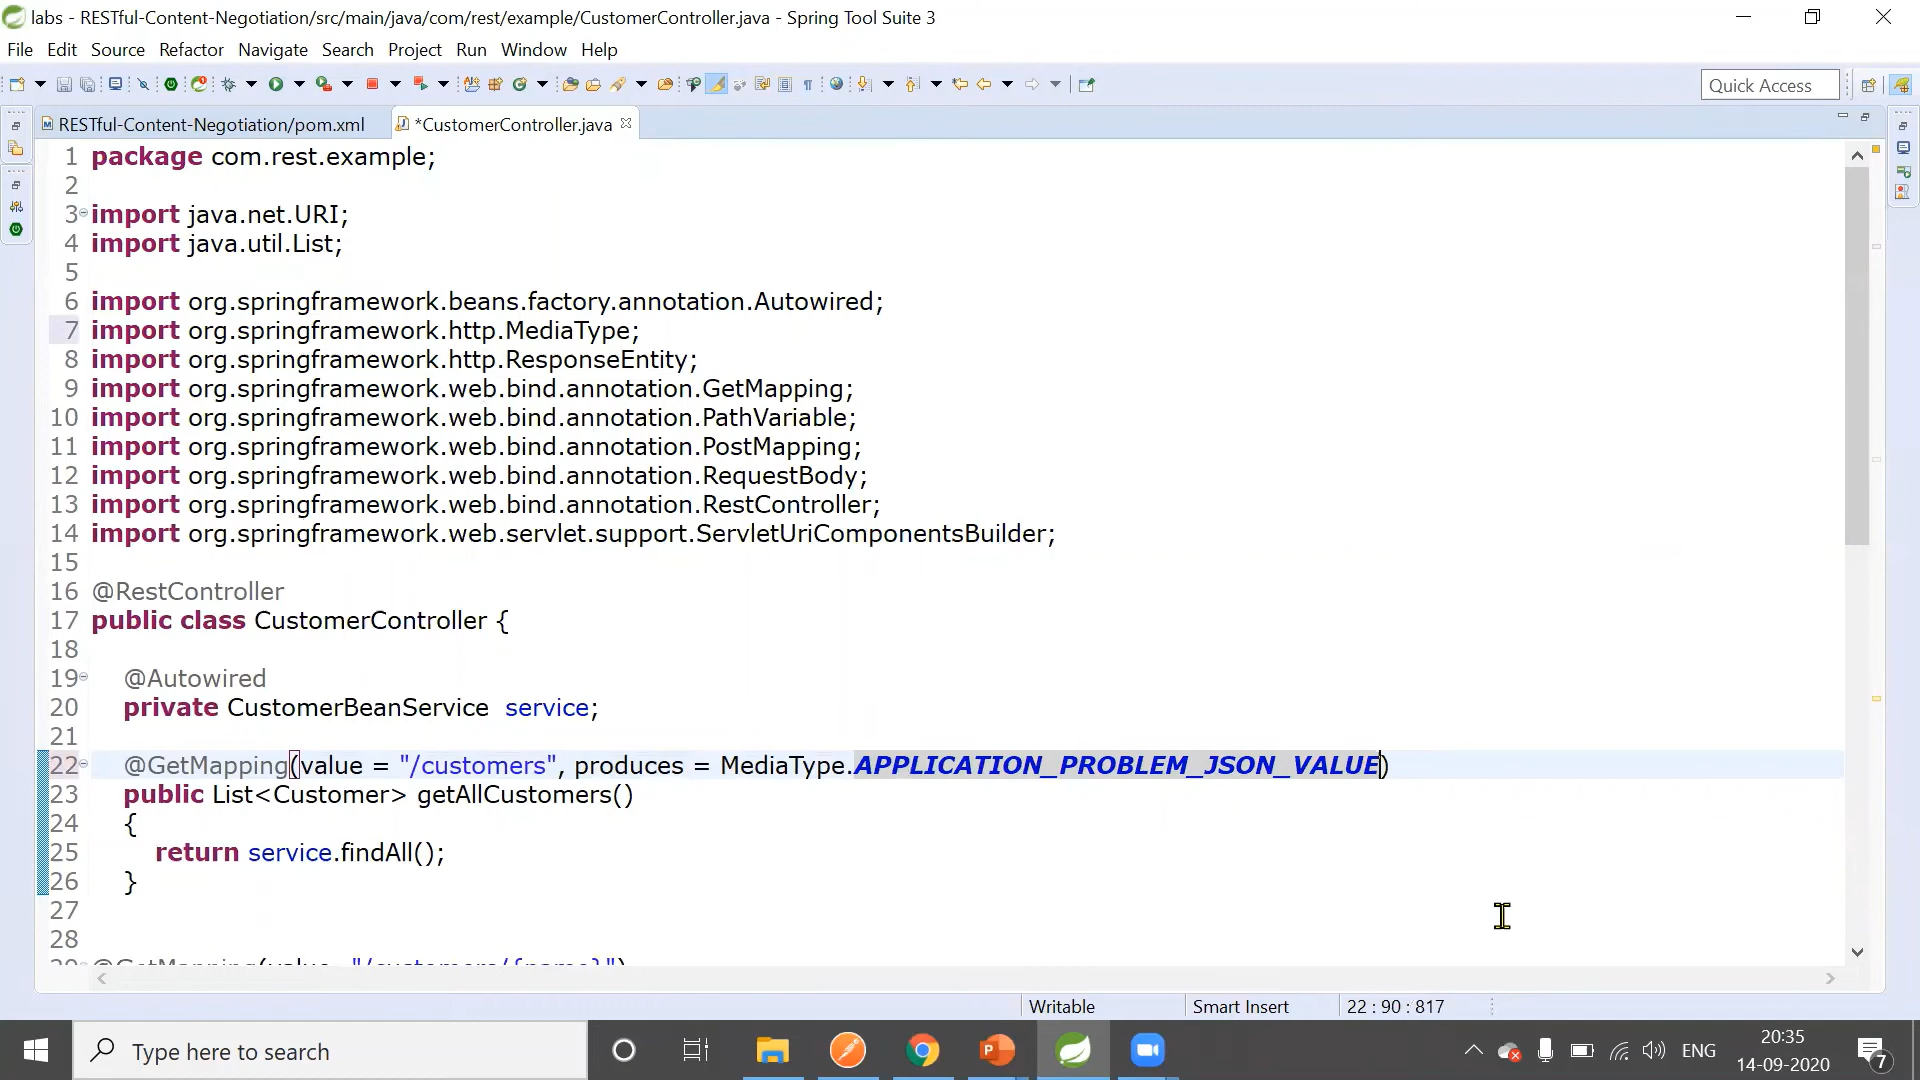 labs - RESTful-Content-Negotiation/src/main/java/com/rest/example/CustomerController.java - Spring Tool Suite 3
File Edit Source Refactor Navigate Search Project Run Window Help
Quick Access
RESTful-Content-Negotiation/pom.xml *CustomerController.java
1 package com.rest.example;
2
3 import java.net.URI;
4 import java.util.List;
5
6 import org.springframework.beans.factory.annotation.Autowired;
7 import org.springframework.http.MediaType;
8 import org.springframework.http.ResponseEntity;
9 import org.springframework.web.bind.annotation.GetMapping;
10 import org.springframework.web.bind.annotation.PathVariable;
11 import org.springframework.web.bind.annotation.PostMapping;
12 import org.springframework.web.bind.annotation.RequestBody;
13 import org.springframework.web.bind.annotation.RestController;
14 import org.springframework.web.servlet.support.ServletUriComponentsBuilder;
15
16 @RestController
17 public class CustomerController {
18
19 @Autowired
20 private CustomerBeanService service;
21
22 @GetMapping(value = "/customers", produces = MediaType.APPLICATION_PROBLEM_JSON_VALUE)
23 public List<Customer> getAllCustomers()
24 {
25 return service.findAll();
26 }
27
28
29 @GetMapping(value="/customers/{name}")
Writable Smart Insert 22 : 90 : 817
Type here to search
ENG
20:35
14-09-2020
7